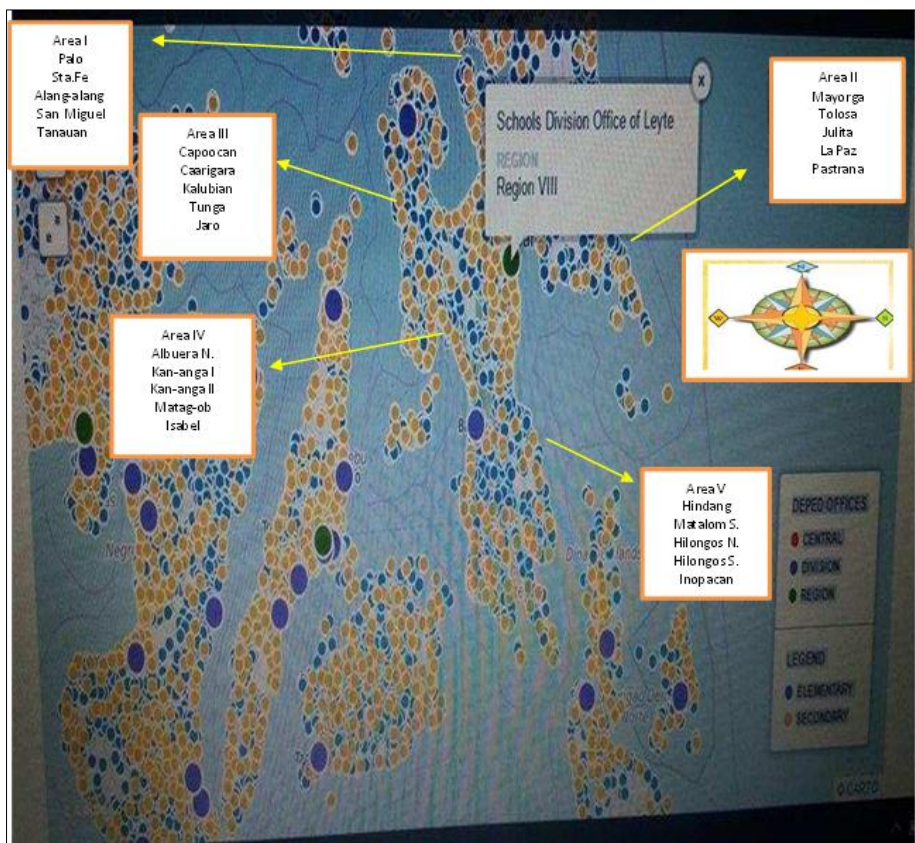 Area I
Palo
Sta.Fe
Alang-alang
San Miguel
Tanauan
Area III
Capoocan
Caarigara
Kalubian
Tunga
Jaro
Schools Division Office of Leyte
REGION
Region VIII
x
Area II
Mayorga
Tolosa
Julita
La Paz
Pastrana
Area IV
Albuera N.
Kan-anga I
Kan-anga II
Matag-ob
Isabel
Area V
Hindang
Matalom S.
Hilongos N.
Hilongos S.
Inopacan
DEPED OFFICES
CENTRAL
DIVISION
REGION
LEGEND
ELEMENTARY
SECONDARY
Negri
© CARTO